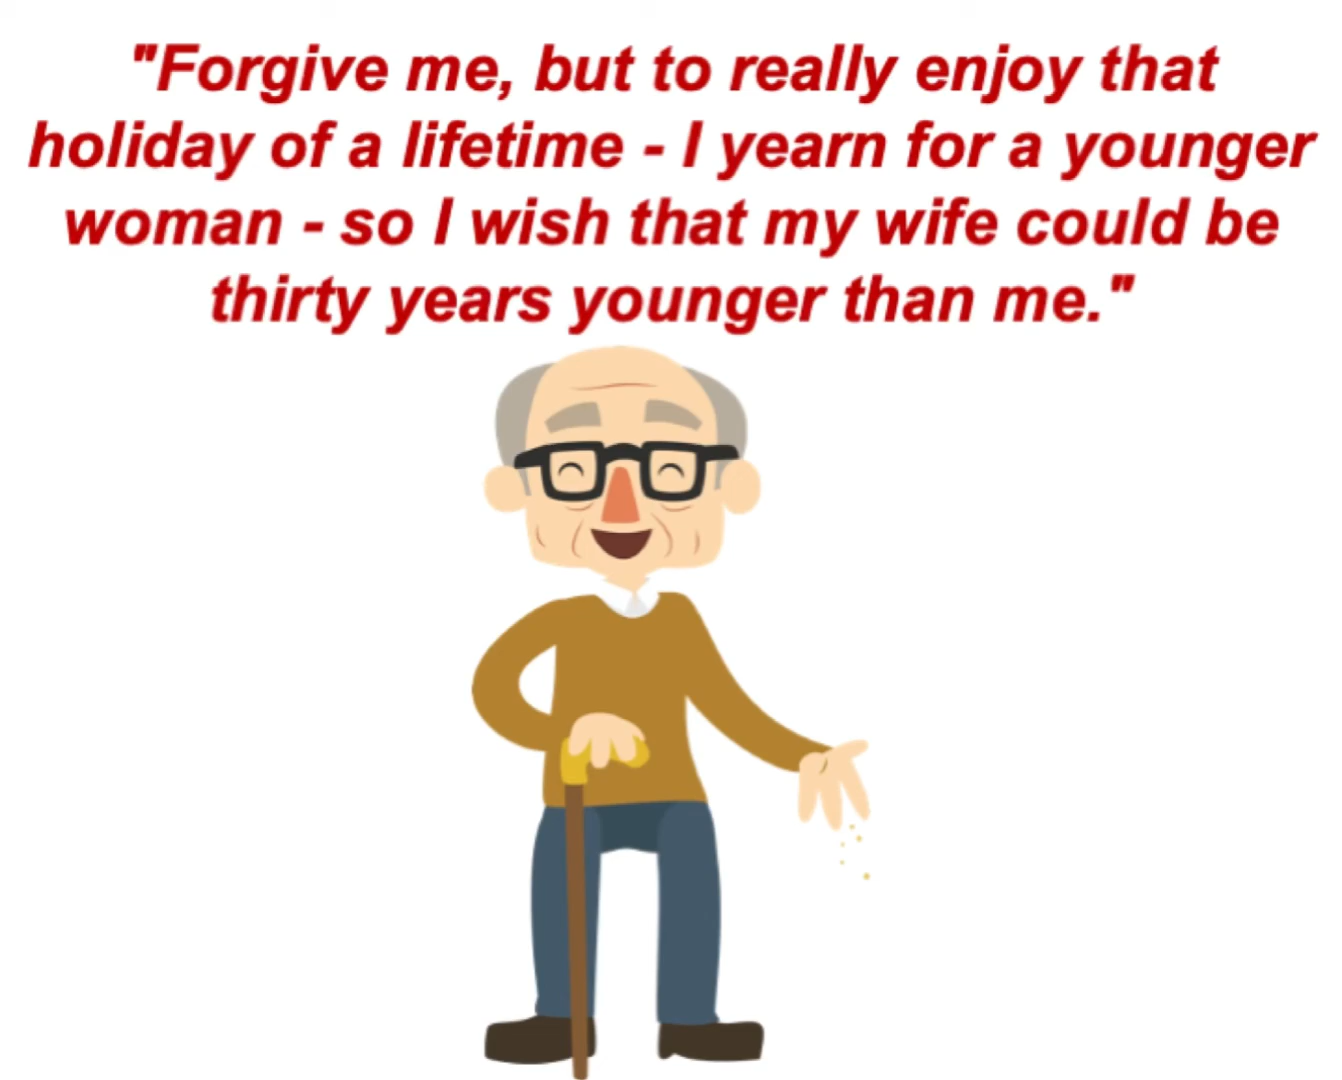 "Forgive me, but to really enjoy that
holiday of a lifetime - I yearn for a younger
woman - so I wish that my wife could be
thirty years younger than me."